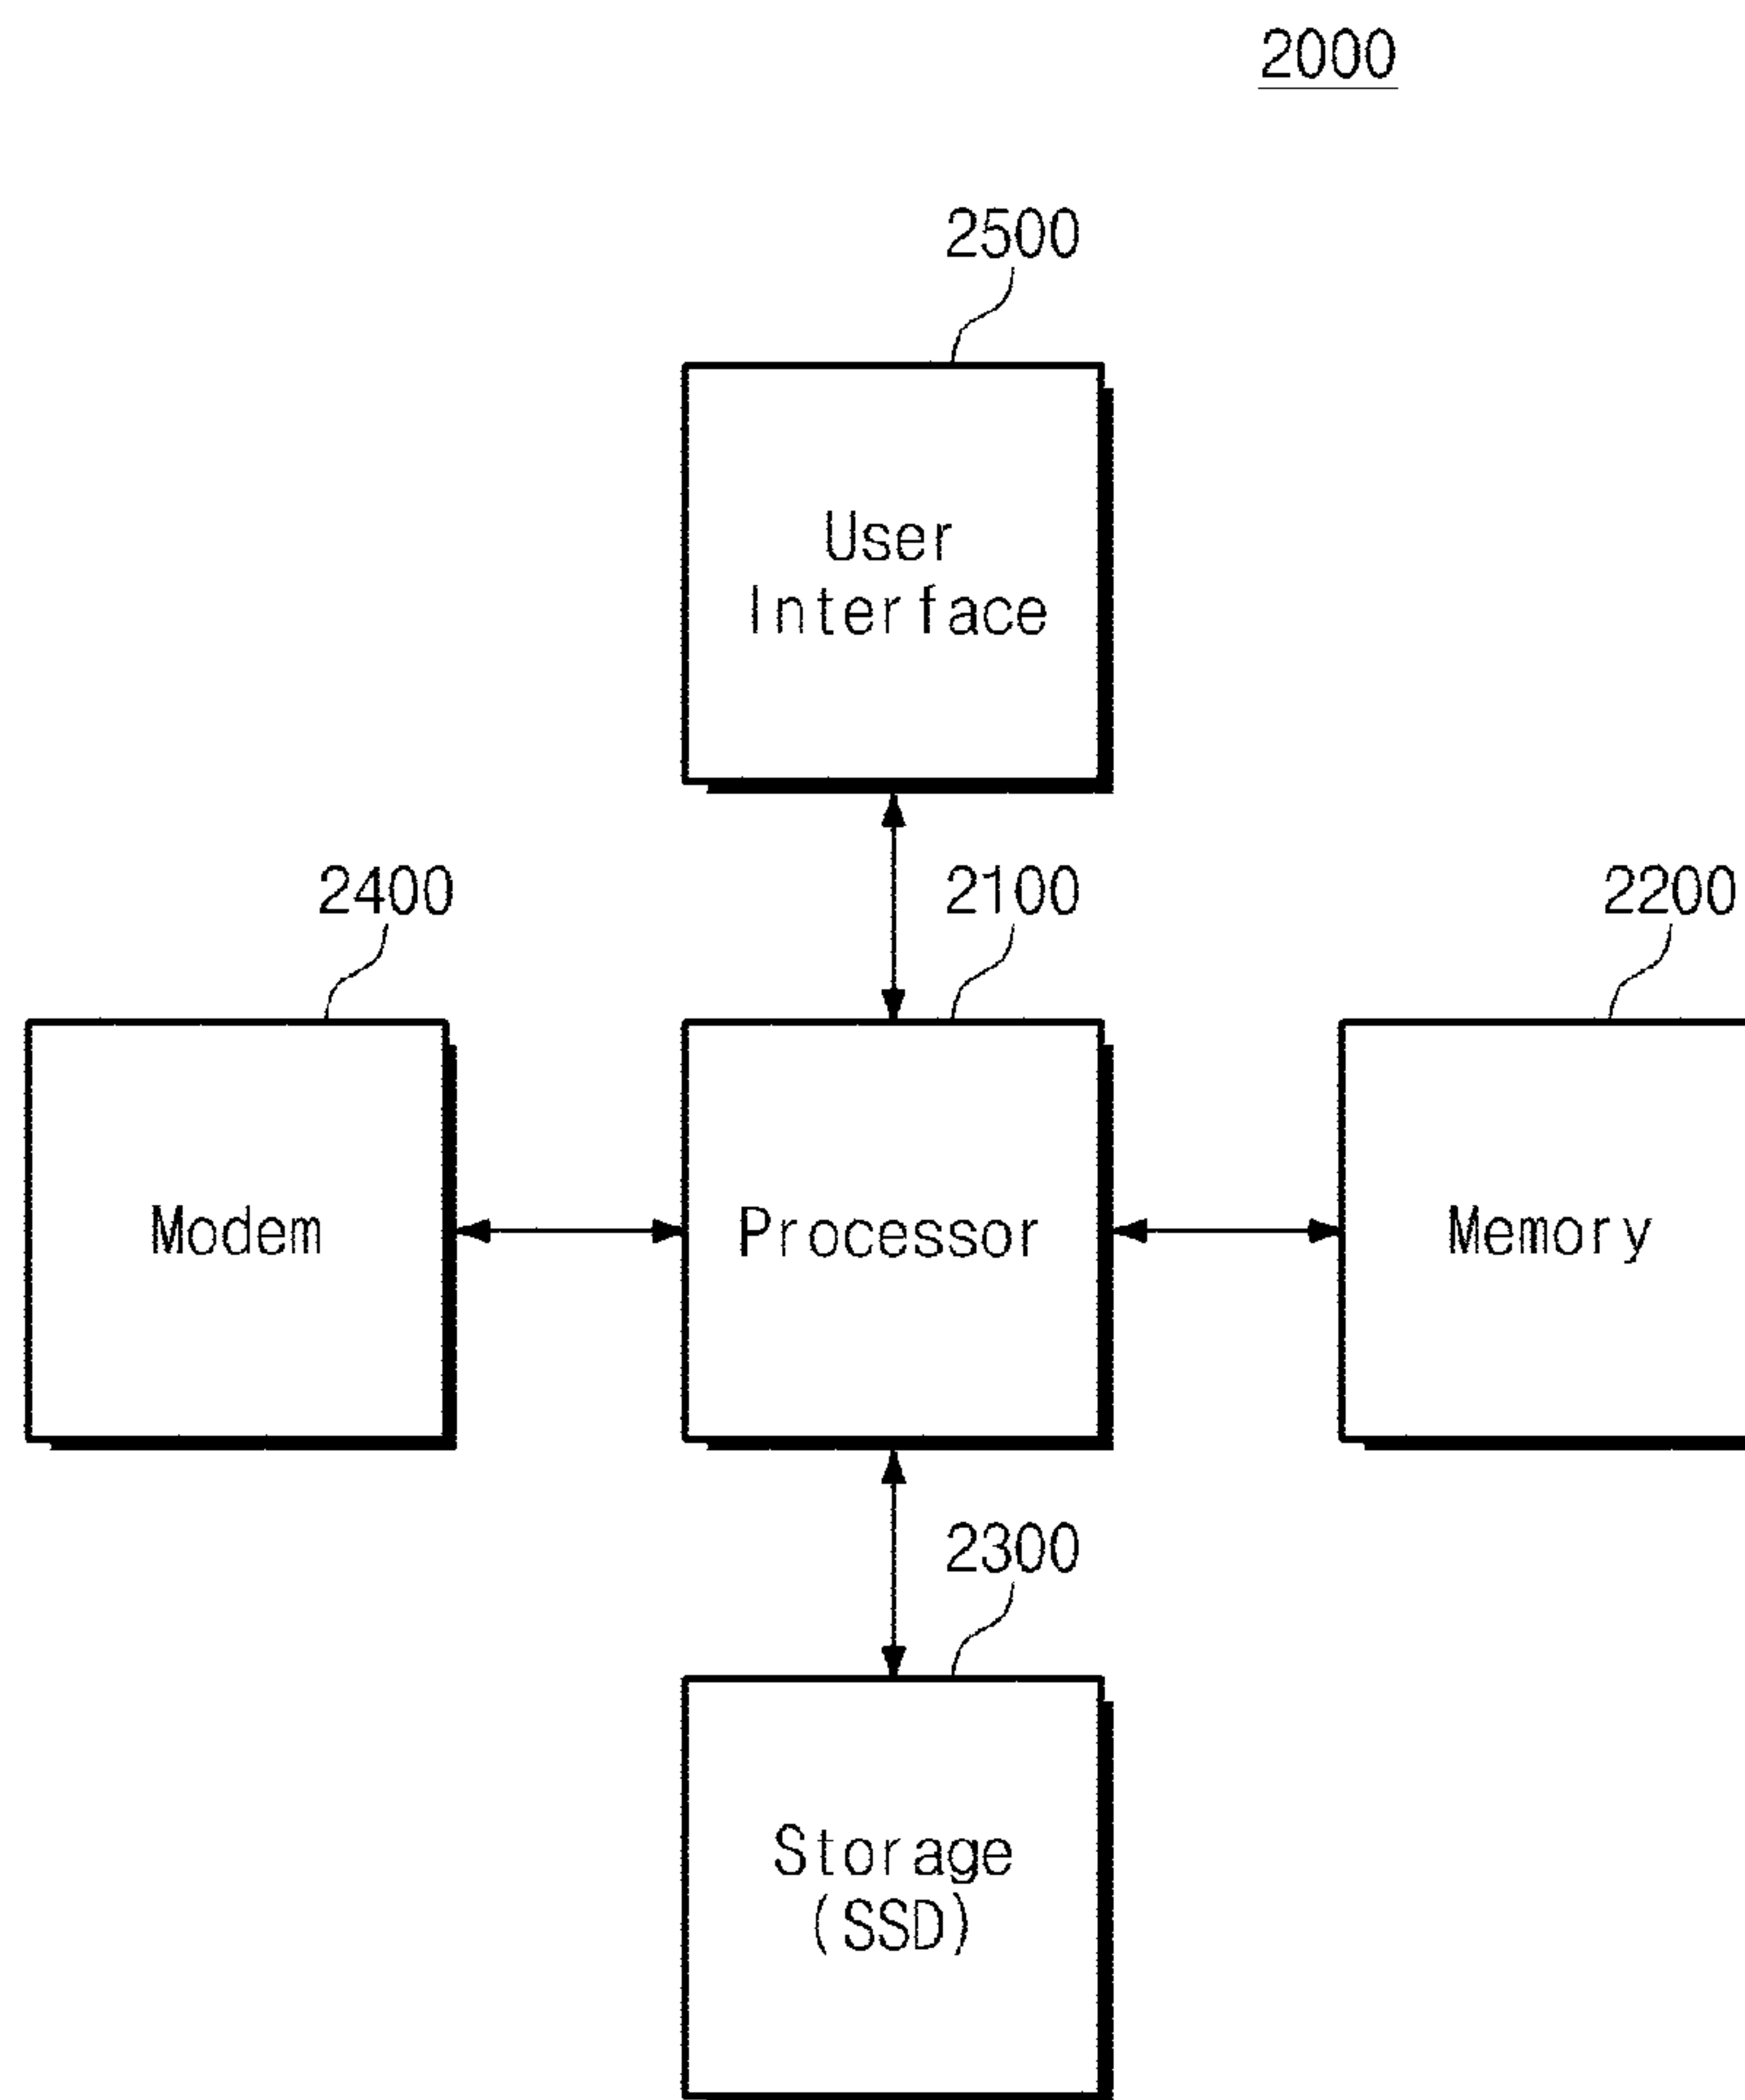 2000
2500
User
Interface
2400
2100
2200
Modem
Processor
Memory
2300
Storage
(SSD)